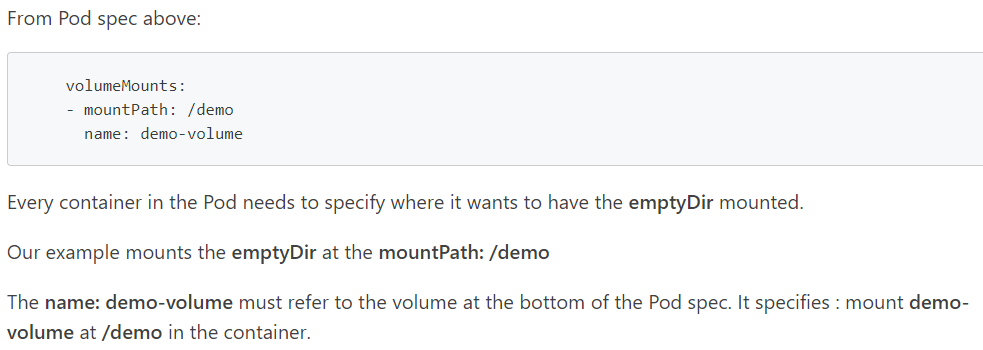 From Pod spec above:
volumeMounts:
- mountPath: /demo
name: demo-volume
Every container in the Pod needs to specify where it wants to have the emptyDir mounted.
Our example mounts the emptyDir at the mountPath: /demo
The name: demo-volume must refer to the volume at the bottom of the Pod spec. It specifies : mount demo-
volume at /demo in the container.